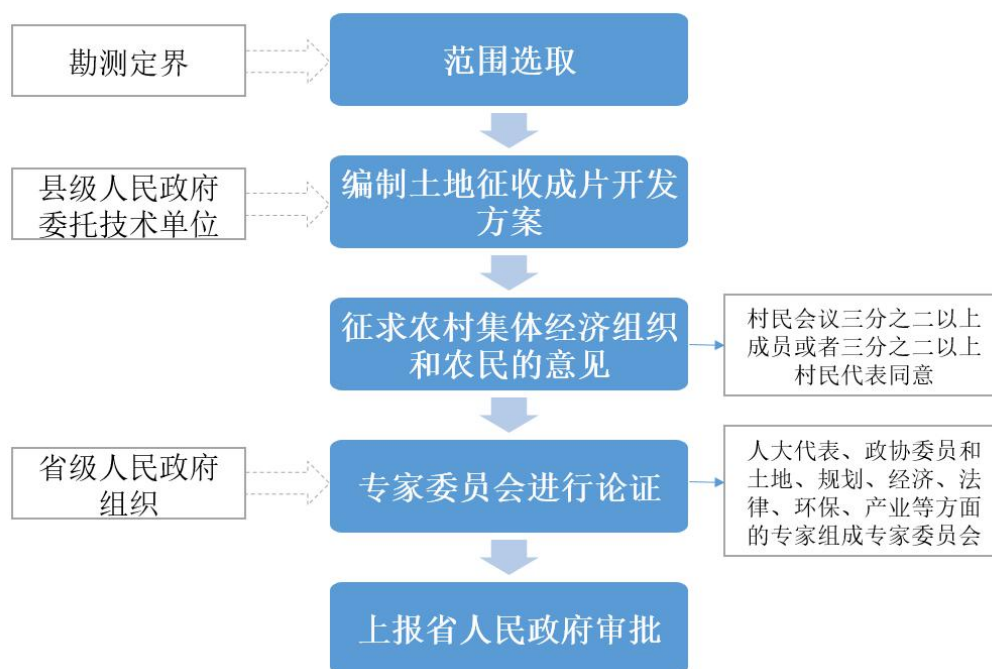 勘测定界
范围选取
县级人民政府
委托技术单位
编制土地征收成片开发
方案
征求农村集体经济组织
和农民的意见
村民会议三分之二以上
成员或者三分之二以上
村民代表同意
省级人民政府
组织
专家委员会进行论证
人大代表、政协委员和
土地、规划、经济、法
律、环保、产业等方面
的专家组成专家委员会
上报省人民政府审批